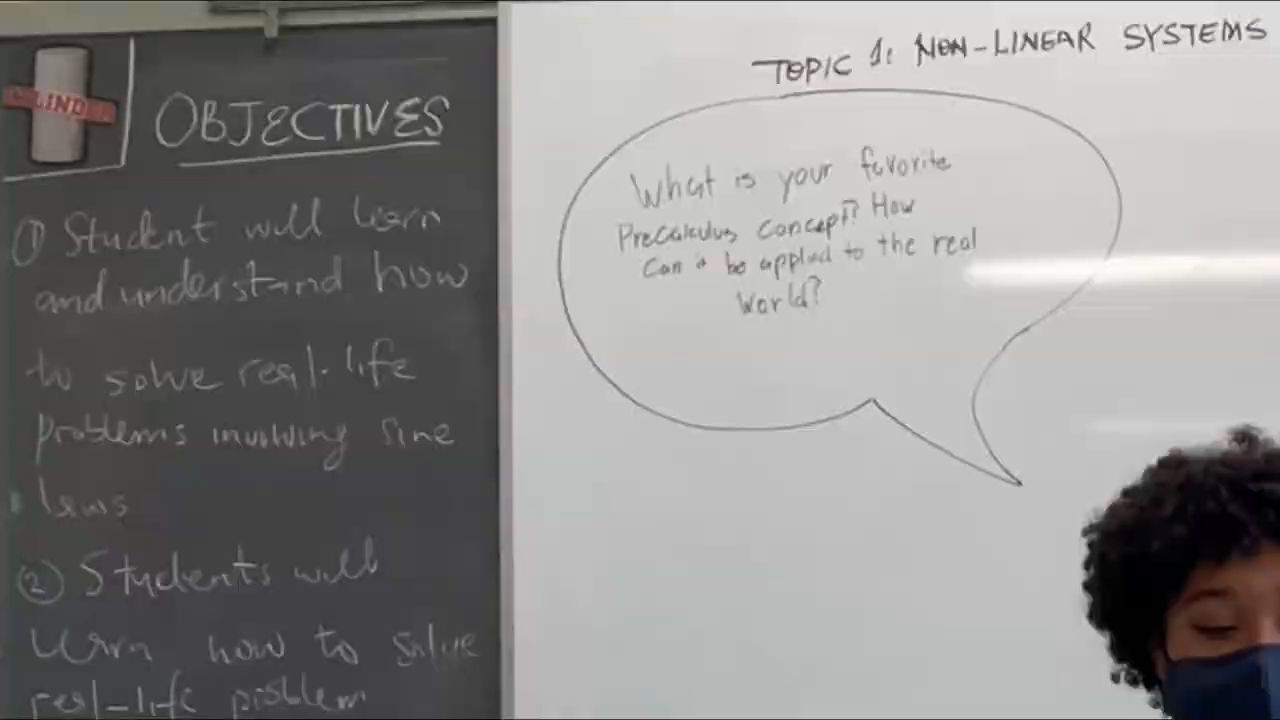 OBJECTIVES
① Student will learn
and understand how
to solve real-life
problems involving sine
laws
② Students will
learn how to solve
real-life problem
TOPIC 1: NON-LINEAR SYSTEMS
What is your favorite
Precalculus concept? How
Can it be applied to the real
World?